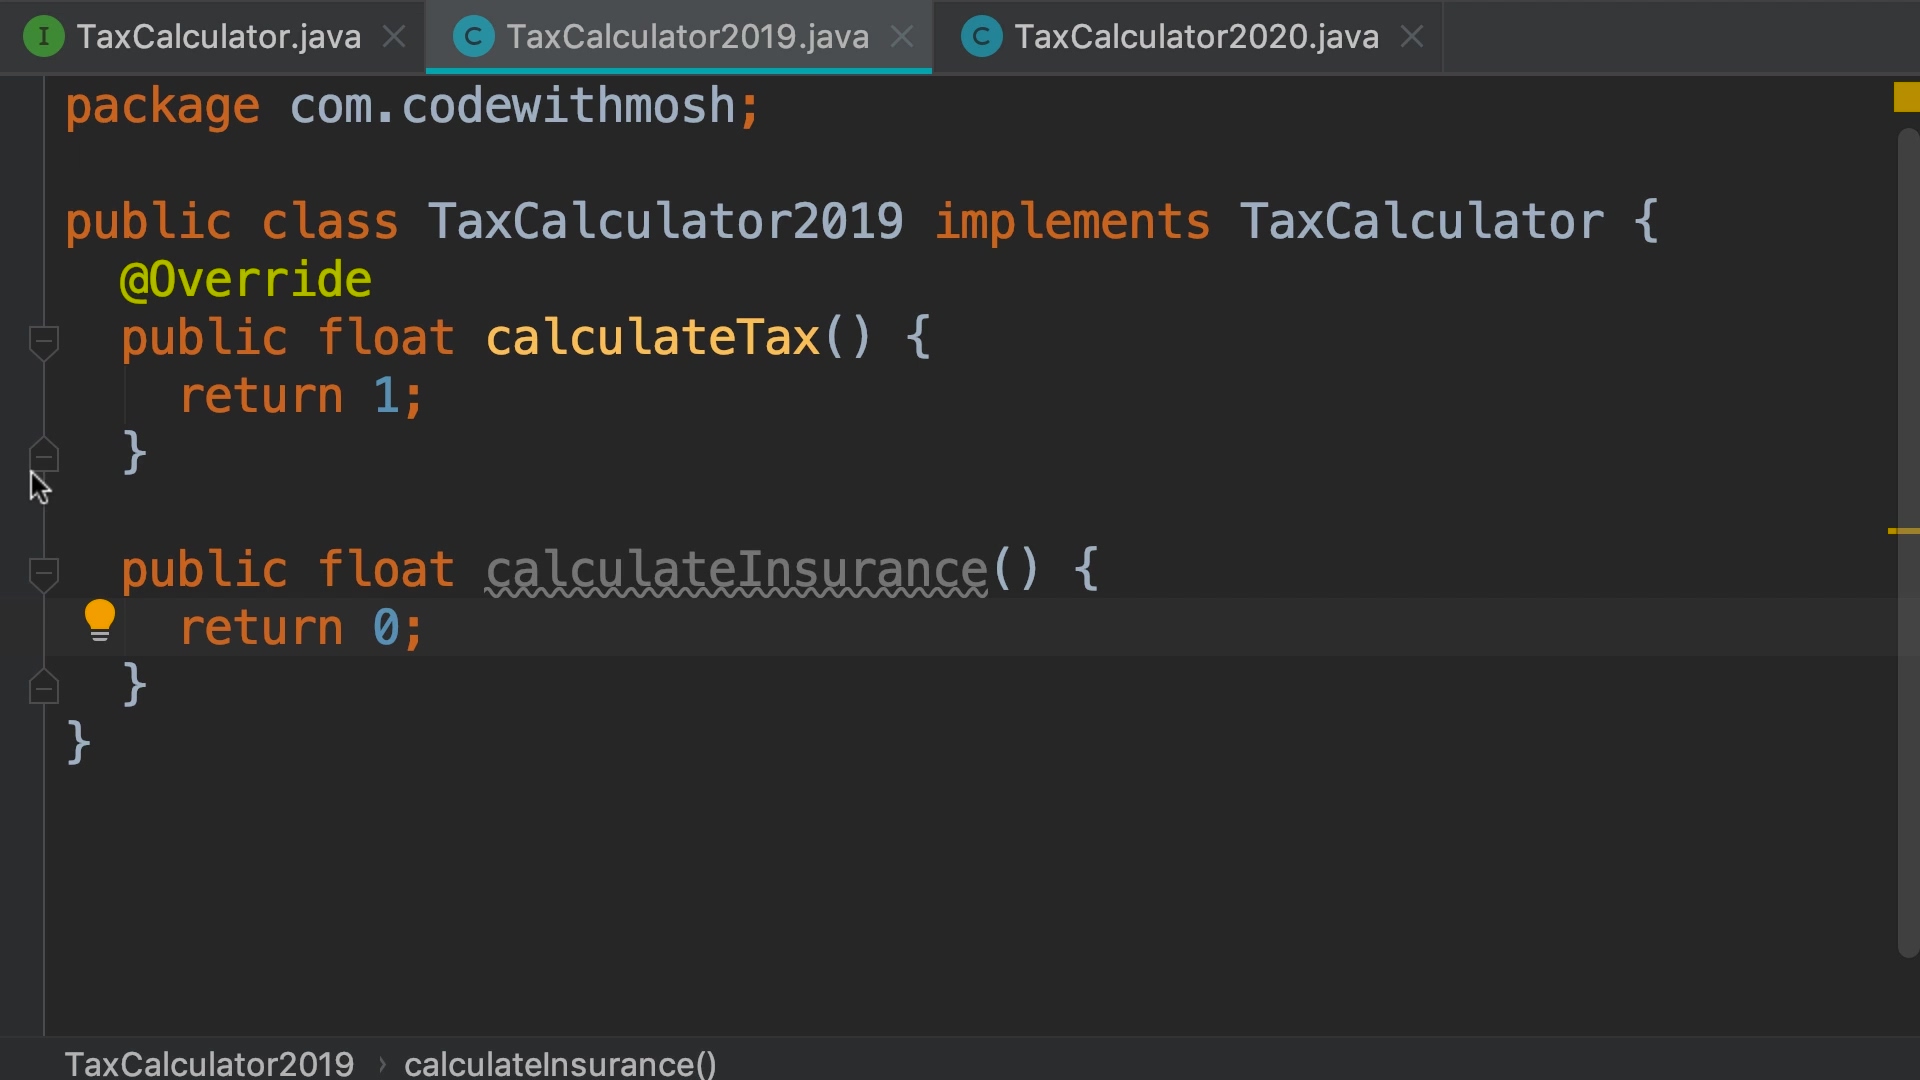 I TaxCalculator.java C TaxCalculator2019.java C TaxCalculator2020.java
package com.codewithmosh;
public class TaxCalculator2019 implements TaxCalculator {
@Override
public float calculateTax() {
return 1;
}
public float calculateInsurance() {
return 0;
}
}
TaxCalculator2019 › calculateInsurance()